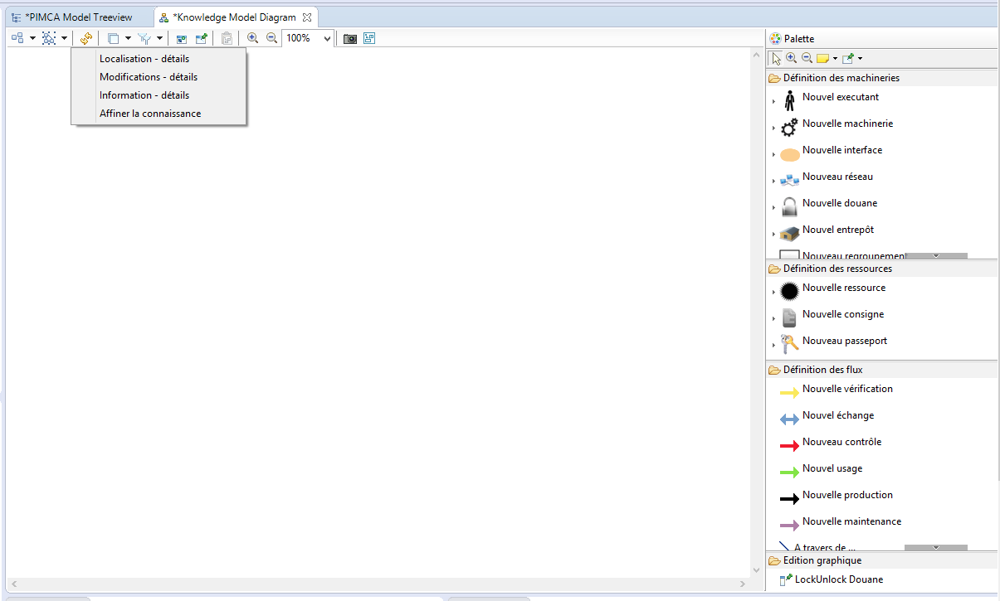 *PIMCA Model Treeview
*Knowledge Model Diagram
100%
Localisation - détails
Modifications - détails
Information - détails
Affiner la connaissance
Palette
Définition des machineries
Nouvel executant
Nouvelle machinerie
Nouvelle interface
Nouveau réseau
Nouvelle douane
Nouvel entrepôt
Nouveau regroupement
Définition des ressources
Nouvelle ressource
Nouvelle consigne
Nouveau passeport
Définition des flux
Nouvelle vérification
Nouvel échange
Nouveau contrôle
Nouvel usage
Nouvelle production
Nouvelle maintenance
A travers de ...
Edition graphique
LockUnlock Douane